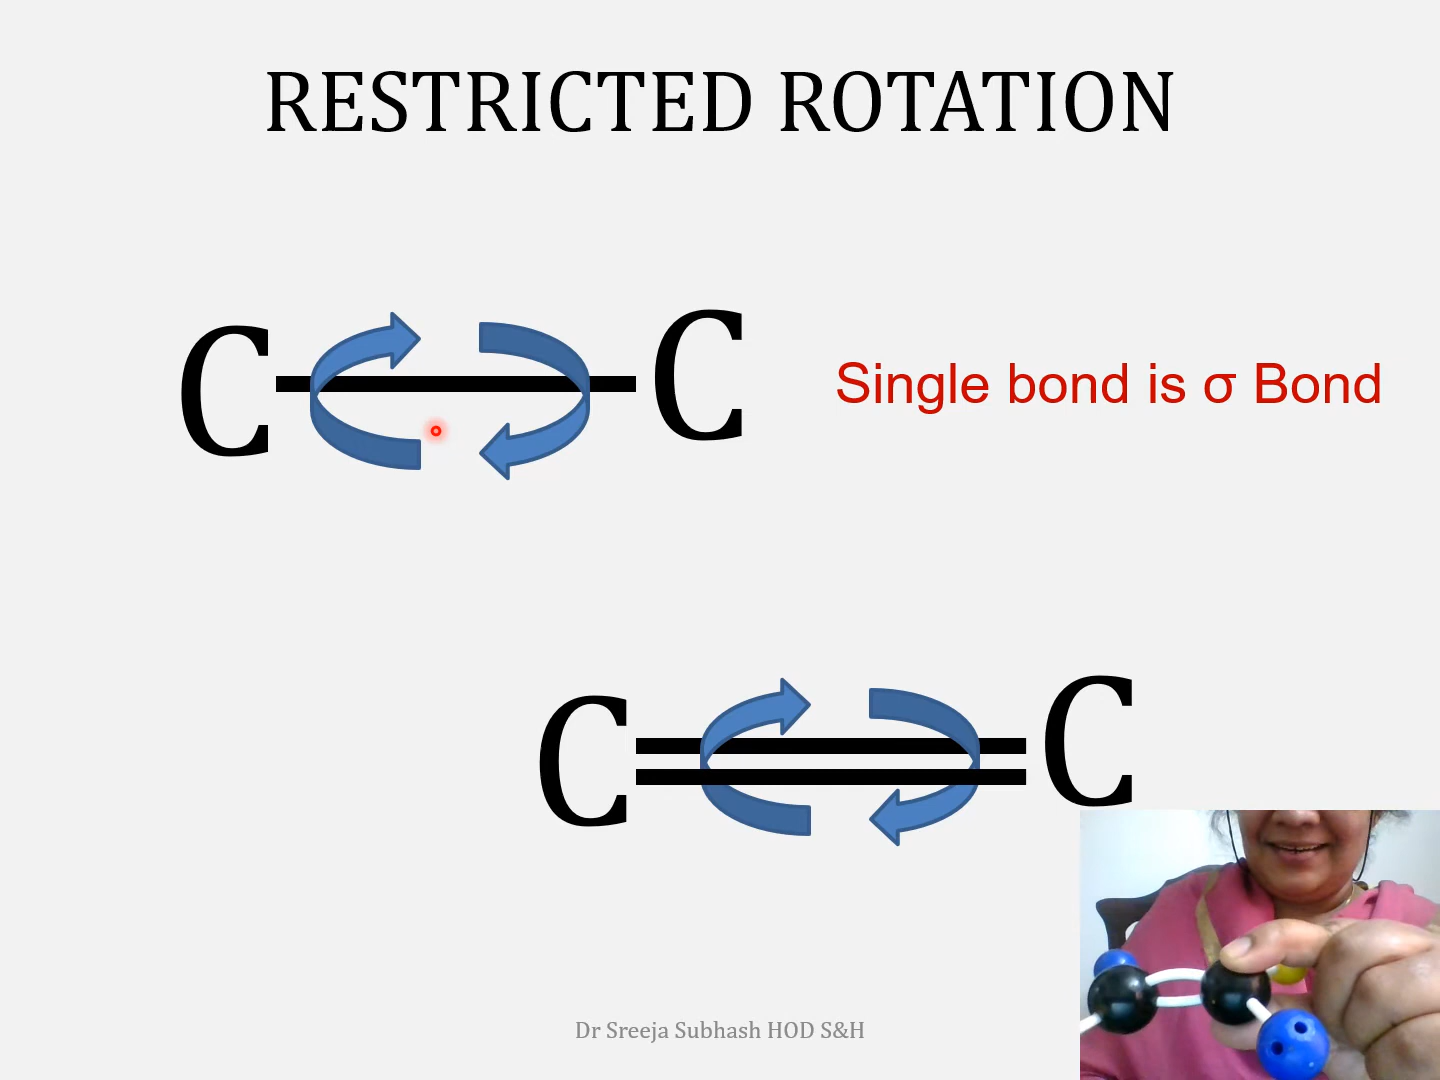 RESTRICTED ROTATION
C C
Single bond is σ Bond
C C
Dr Sreeja Subhash HOD S&H